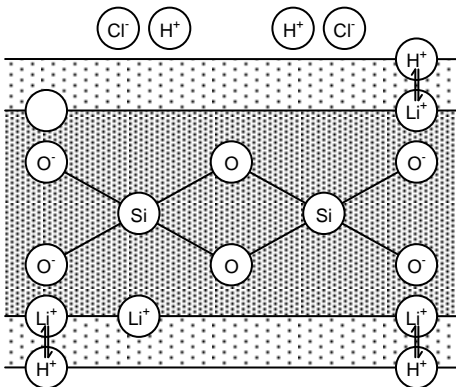 Cl⁻ H⁺ H⁺ Cl⁻
H⁺
Li⁺
O⁻ O O⁻
Si Si
O⁻ O O⁻
Li⁺ Li⁺ Li⁺
H⁺ H⁺